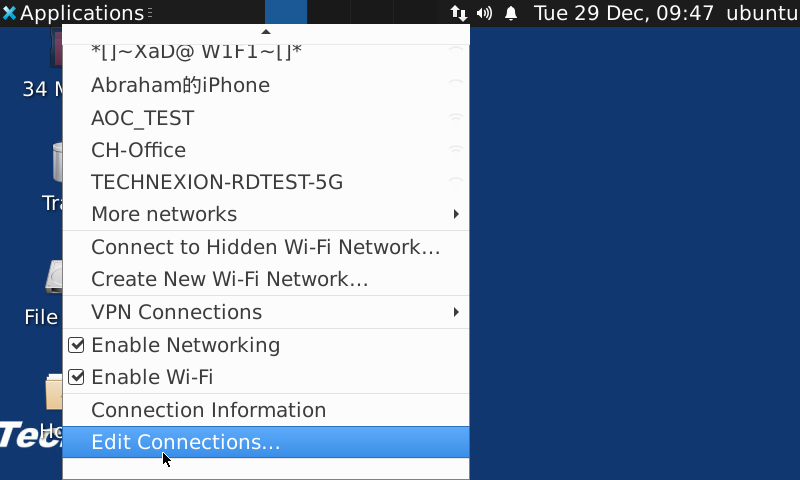 Applications
Tue 29 Dec, 09:47 ubuntu
*[]~XaD@ W1F1~[]*
34 M
Abraham的iPhone
AOC_TEST
CH-Office
TECHNEXION-RDTEST-5G
Tra
More networks
Connect to Hidden Wi-Fi Network...
Create New Wi-Fi Network...
File
VPN Connections
Enable Networking
Enable Wi-Fi
Connection Information
Ho
Tec
Edit Connections...